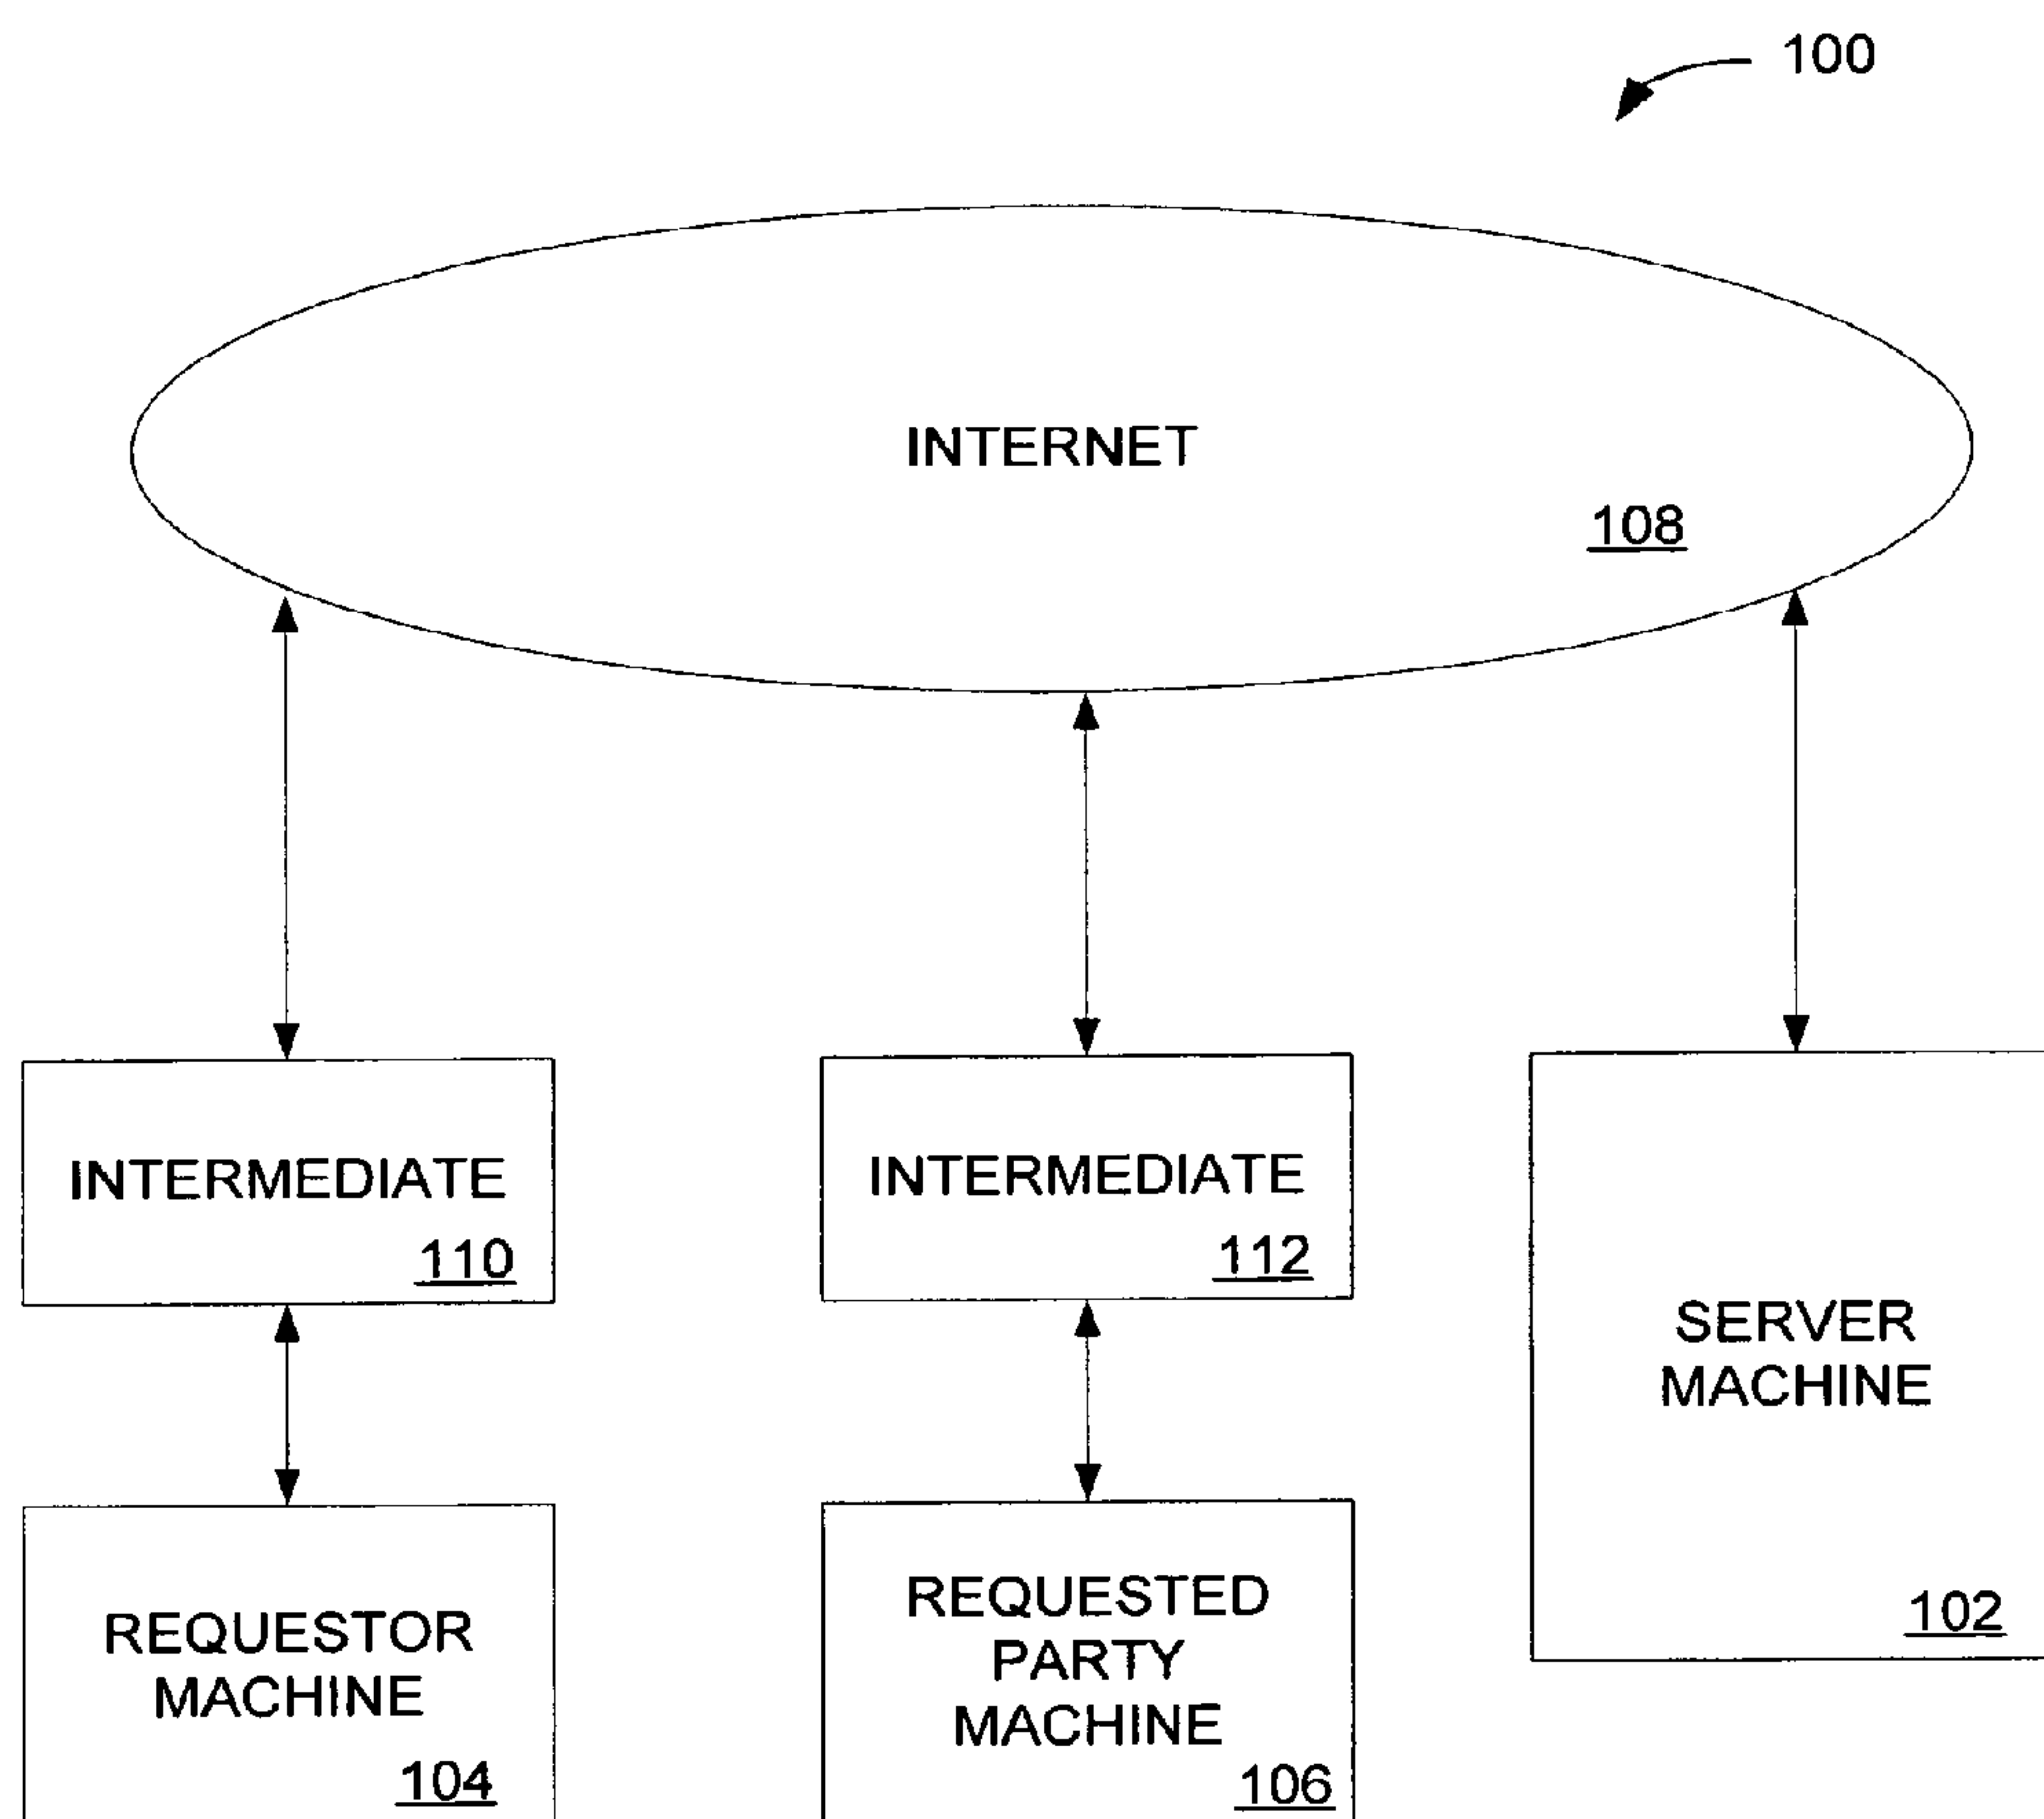 100
INTERNET
108
INTERMEDIATE
110
INTERMEDIATE
112
SERVER
MACHINE
102
REQUESTOR
MACHINE
104
REQUESTED
PARTY
MACHINE
106